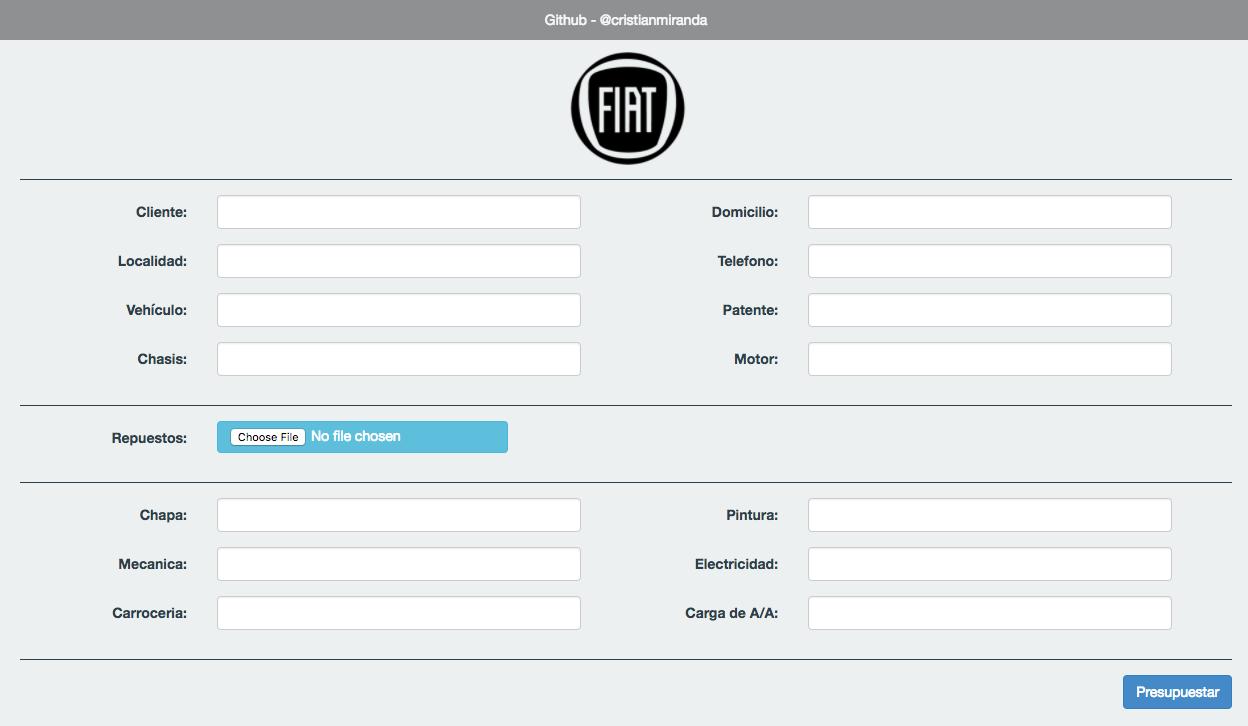 Github - @cristianmiranda
FIAT
Cliente:
Domicilio:
Localidad:
Telefono:
Vehículo:
Patente:
Chasis:
Motor:
Repuestos:
Choose File No file chosen
Chapa:
Pintura:
Mecanica:
Electricidad:
Carroceria:
Carga de A/A:
Presupuestar